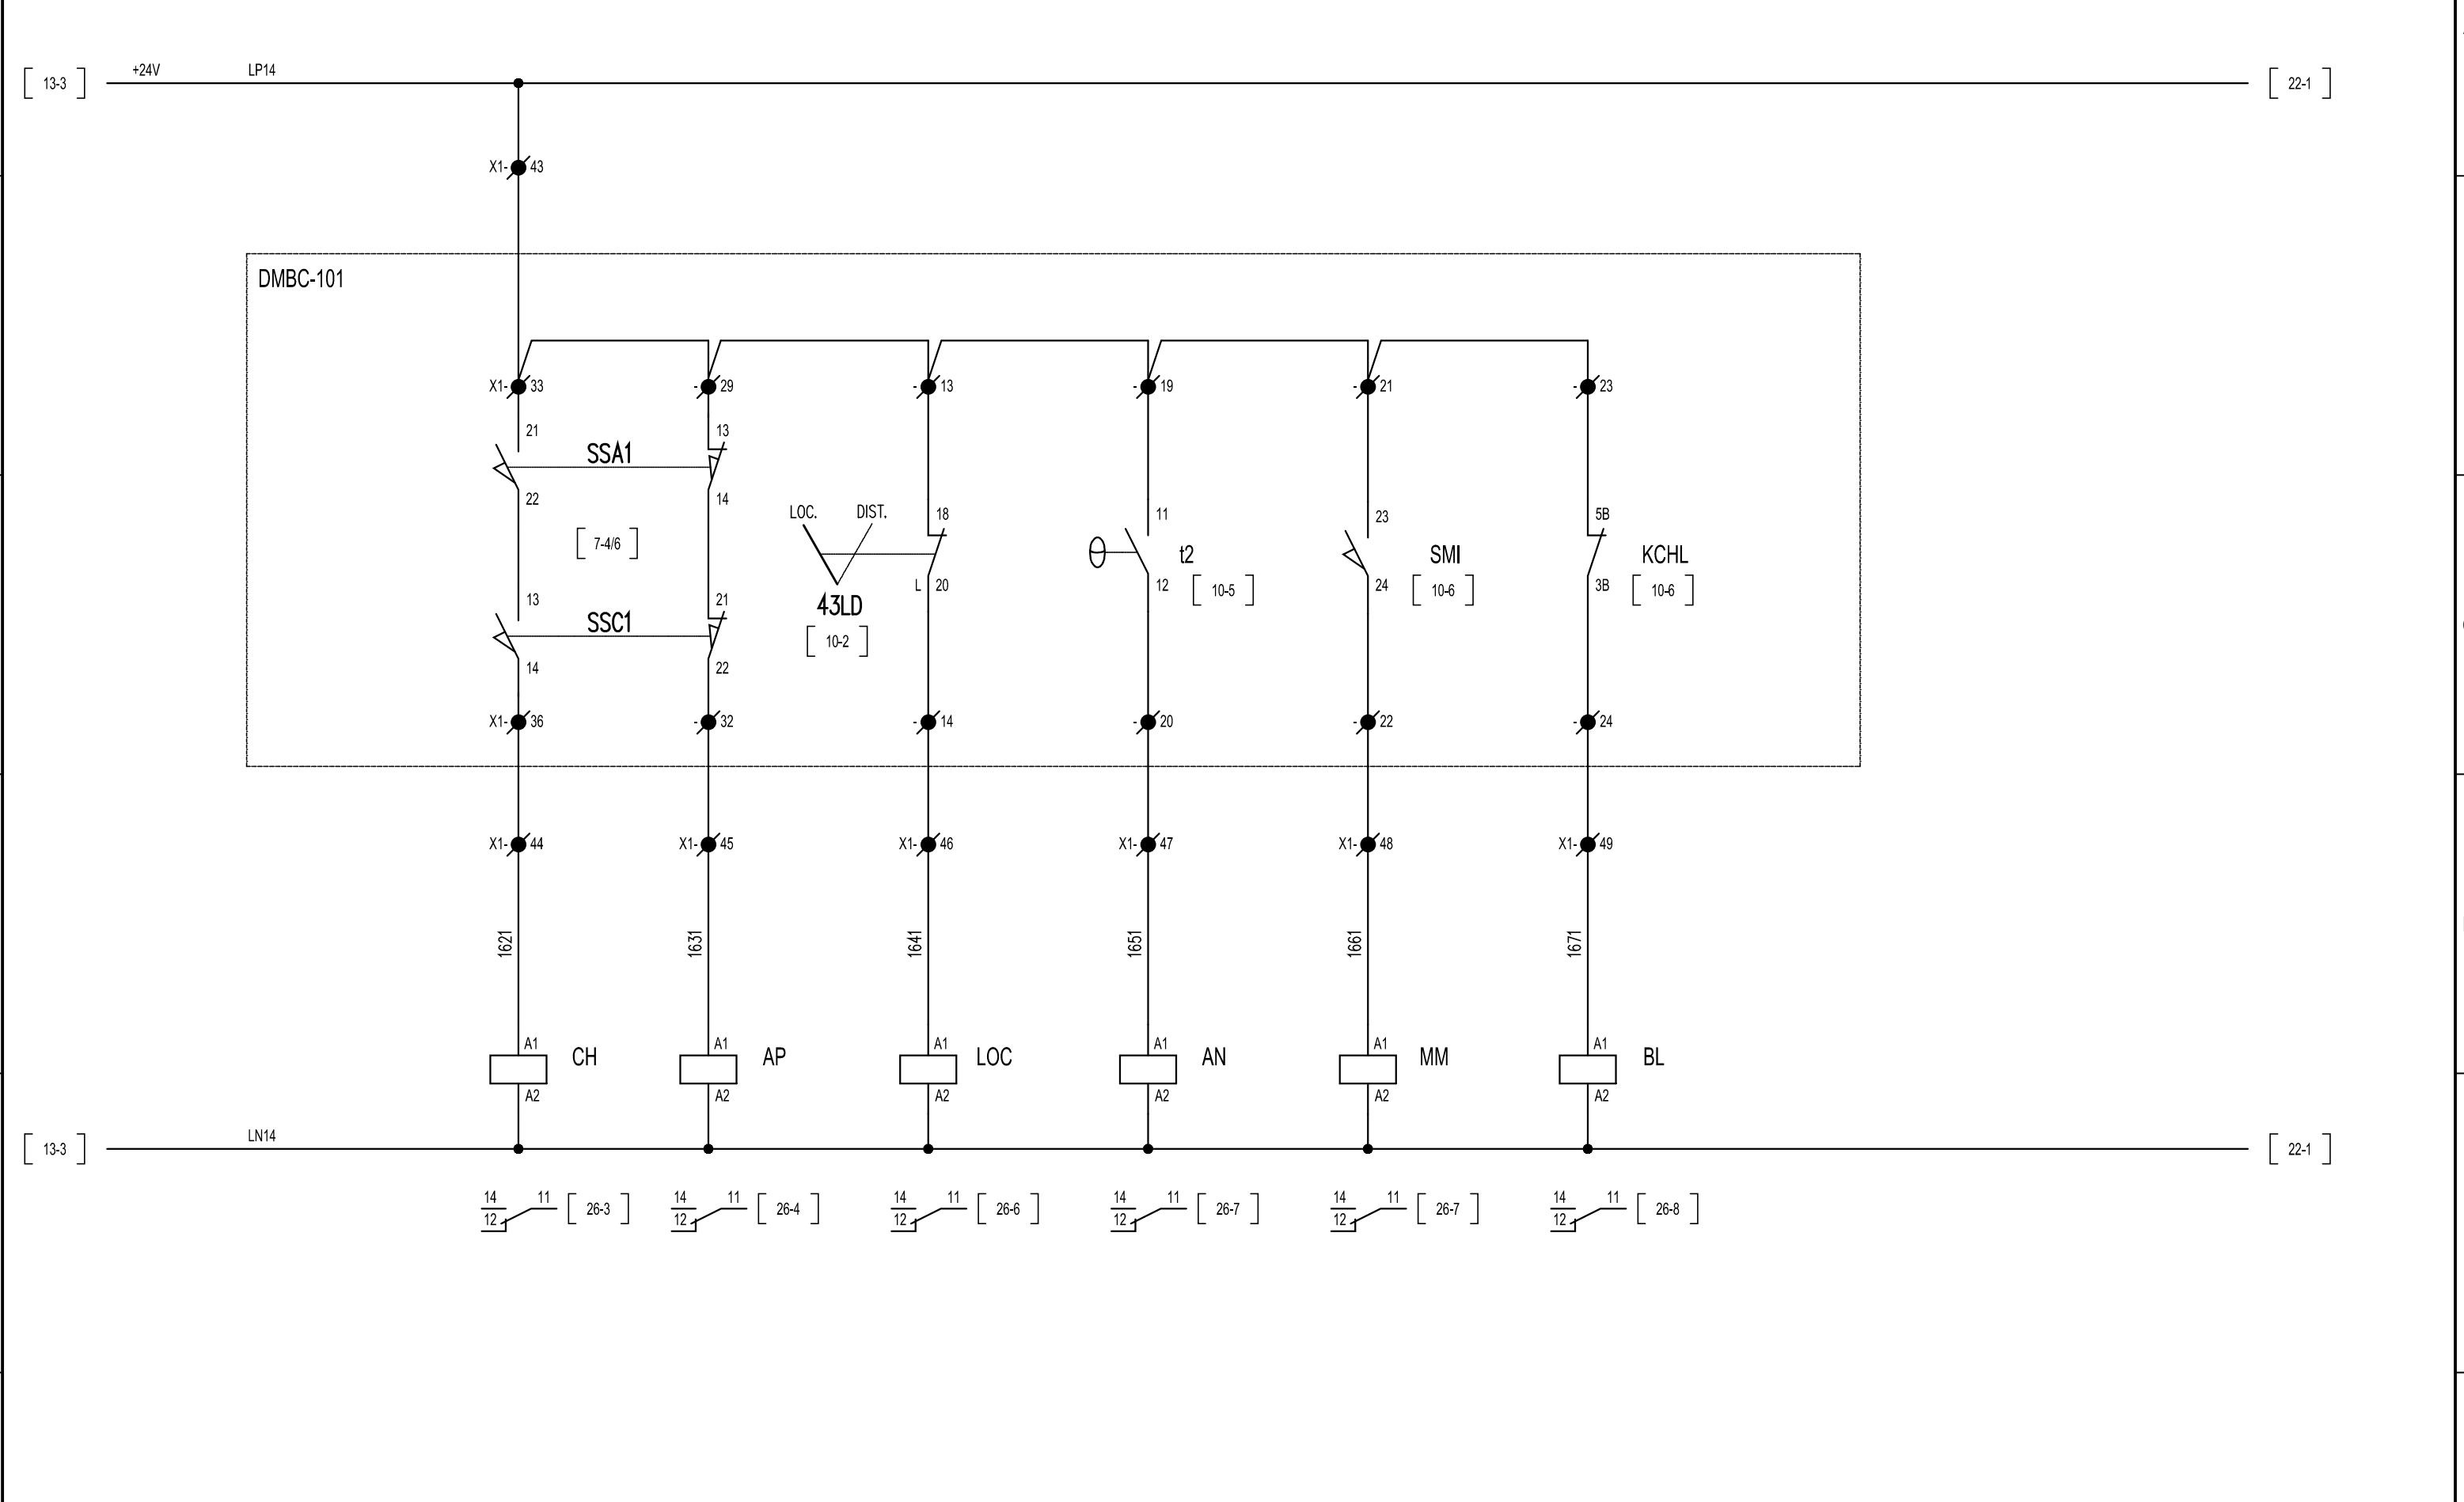 +24V LP14
13-3 22-1
X1- 43
DMBC-101
X1- 33 - 29 - 13 - 19 - 21 - 23
21 SSA1 13
22 14
LOC. DIST. 18 11 23 5B
7-4/6 t2 SMI KCHL
L 20 12 24 3B
10-5 10-6 10-6
13 43LD 21
SSC1 10-2
14 22
X1- 36 - 32 - 14 - 20 - 22 - 24
X1- 44 X1- 45 X1- 46 X1- 47 X1- 48 X1- 49
1621 1631 1641 1651 1661 1671
A1 CH A1 AP A1 LOC A1 AN A1 MM A1 BL
A2 A2 A2 A2 A2 A2
LN14
13-3 22-1
14 11 14 11 14 11 14 11 14 11 14 11
12 26-3 12 26-4 12 26-6 12 26-7 12 26-7 12 26-8